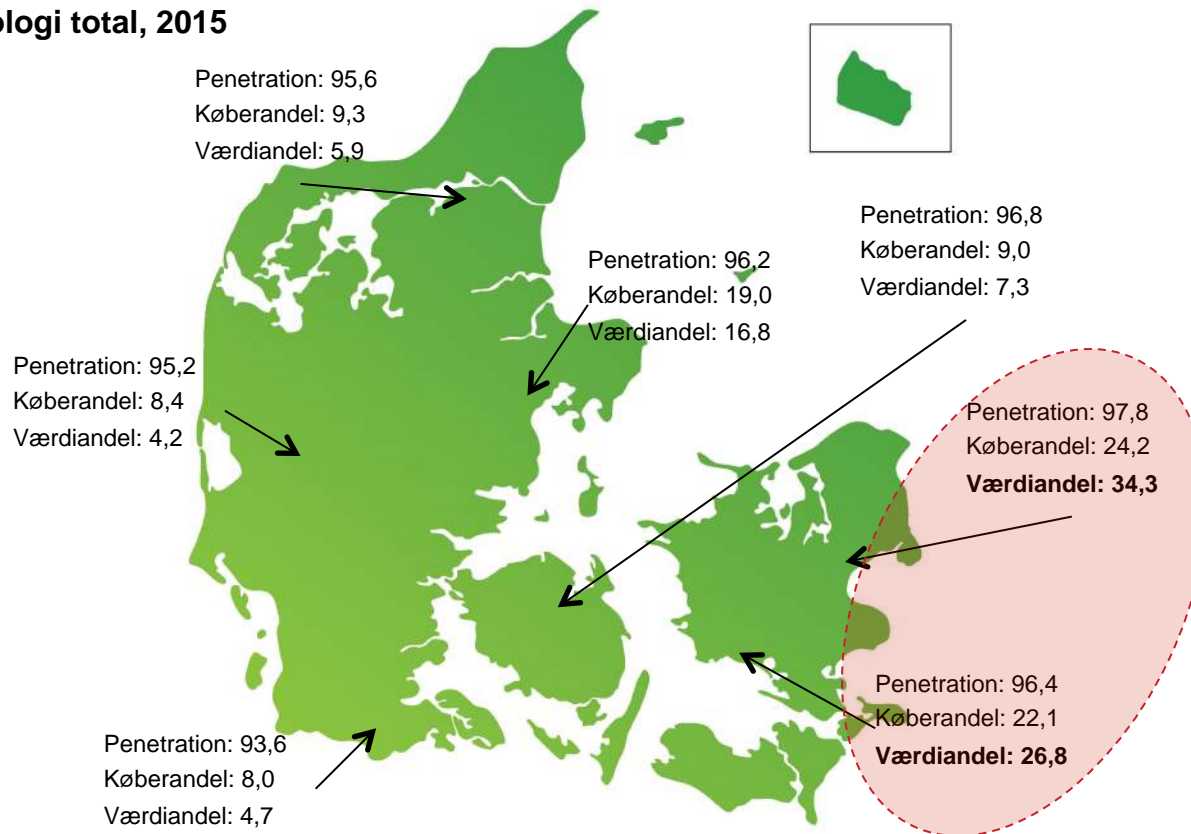 ologi total, 2015
Penetration: 95,6
Køberandel: 9,3
Værdiandel: 5,9
Penetration: 96,8
Køberandel: 9,0
Værdiandel: 7,3
Penetration: 96,2
Køberandel: 19,0
Værdiandel: 16,8
Penetration: 95,2
Køberandel: 8,4
Værdiandel: 4,2
Penetration: 97,8
Køberandel: 24,2
Værdiandel: 34,3
Penetration: 96,4
Køberandel: 22,1
Værdiandel: 26,8
Penetration: 93,6
Køberandel: 8,0
Værdiandel: 4,7